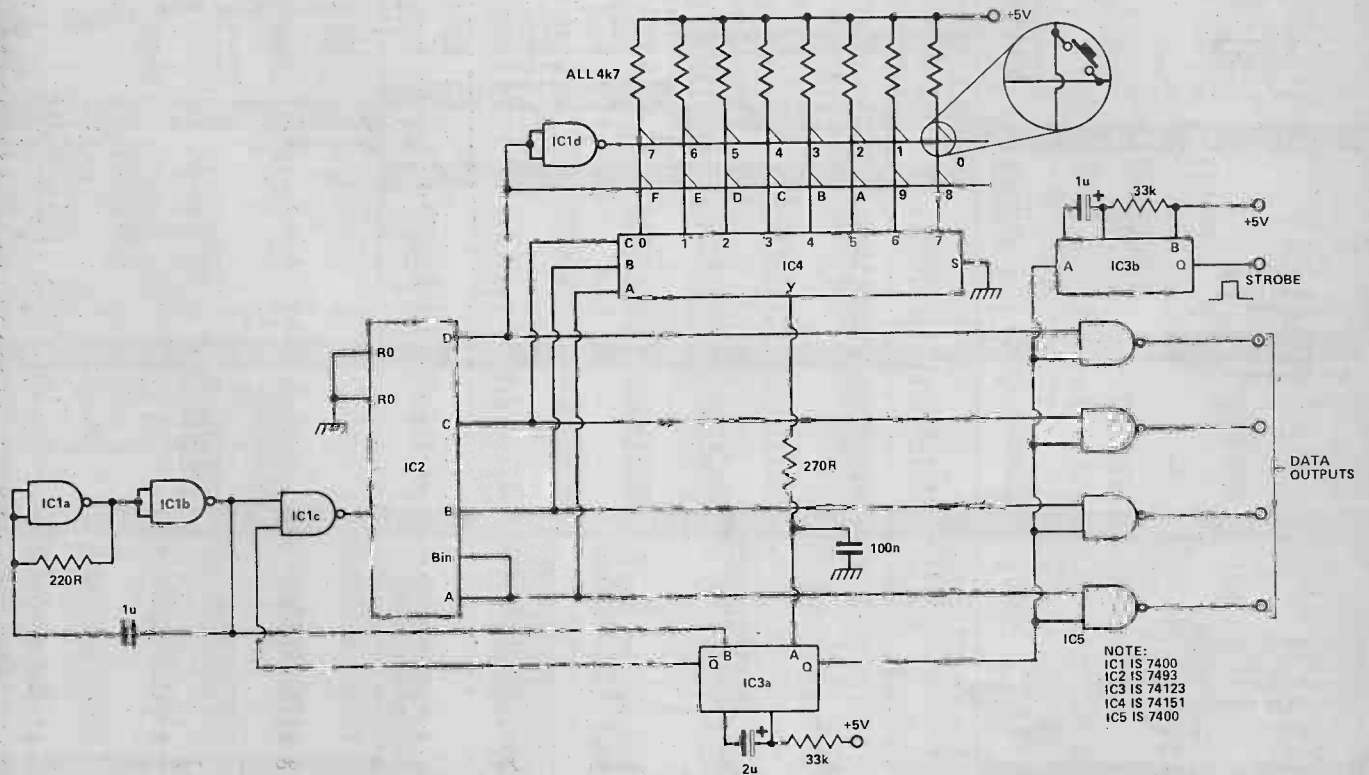 +5V
ALL 4k7
IC1d
7 6 5 4 3 2 1 0
F E D C B A 9 8
1u + 33k
+5V
C 0 1 2 3 4 5 6 7
B
A
IC4
S
Y
A IC3b B
Q
STROBE
R0
R0
D
C
B
Bin
A
IC2
270R
100n
DATA
OUTPUTS
IC1a
IC1b
IC1c
220R
1u
Q B A Q
IC3a
+5V
+
2u
33k
IC5
NOTE:
IC1 IS 7400
IC2 IS 7493
IC3 IS 74123
IC4 IS 74151
IC5 IS 7400